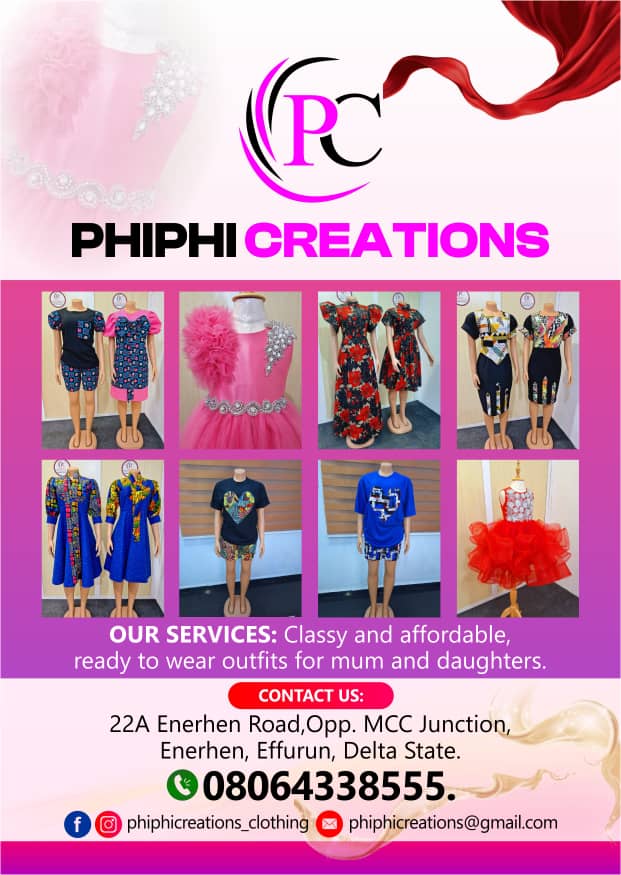 PC
PHIPHI CREATIONS
OUR SERVICES: Classy and affordable,
ready to wear outfits for mum and daughters.
CONTACT US:
22A Enerhen Road,Opp. MCC Junction,
Enerhen, Effurun, Delta State.
08064338555.
phiphicreations_clothing phiphicreations@gmail.com